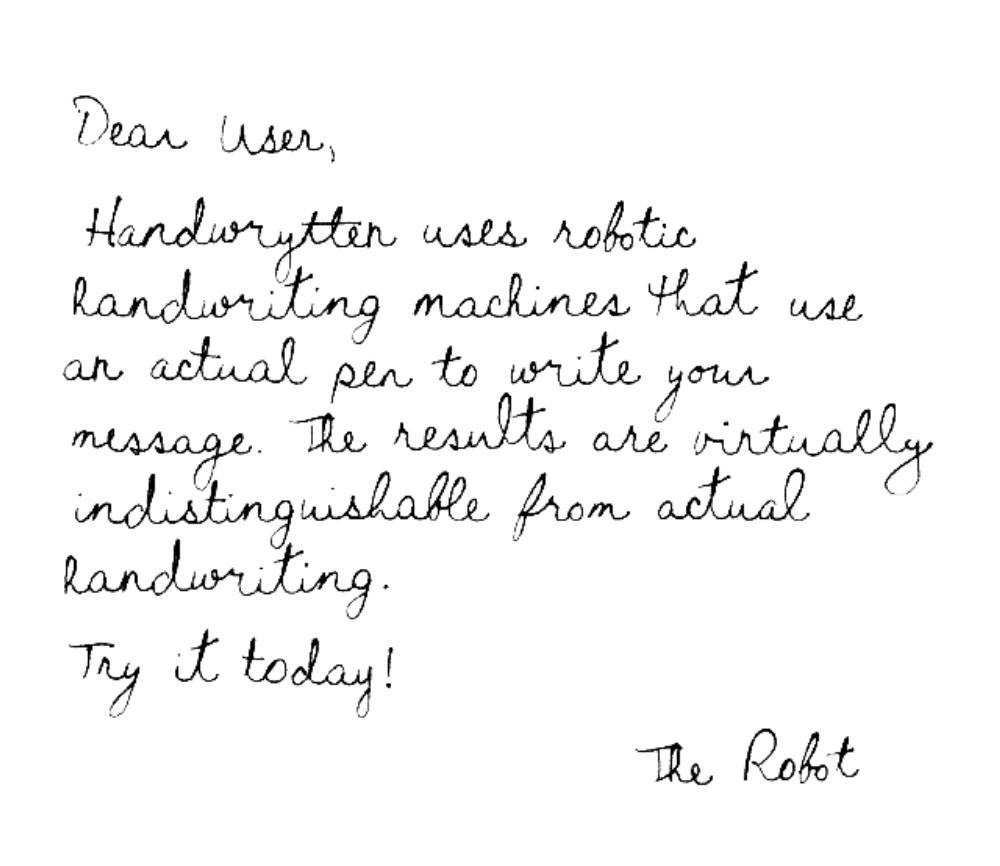 Dear User,
Handwrytten uses robotic
handwriting machines that use
an actual pen to write your
message. The results are virtually
indistinguishable from actual
handwriting.
Try it today!
The Robot